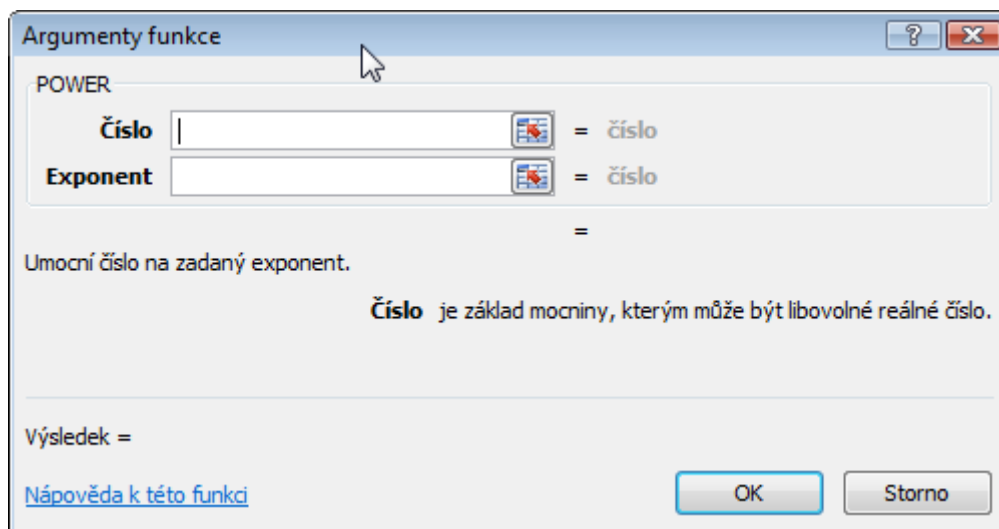 Argumenty funkce
POWER
Číslo = číslo
Exponent = číslo
=
Umocní číslo na zadaný exponent.
Číslo je základ mocniny, kterým může být libovolné reálné číslo.
Výsledek =
Nápověda k této funkci OK Storno